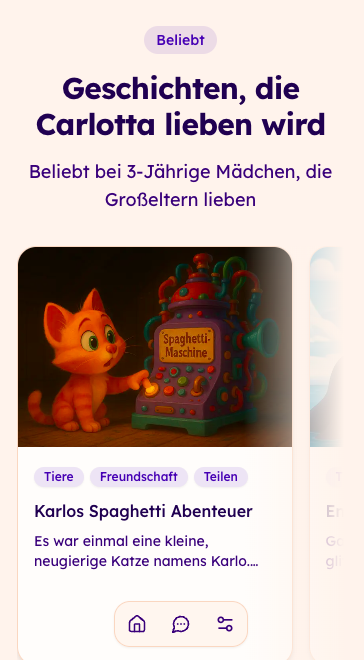 Beliebt
Geschichten, die
Carlotta lieben wird
Beliebt bei 3-Jährige Mädchen, die
Großeltern lieben
Spaghetti-
Maschine
Tiere
Freundschaft
Teilen
Karlos Spaghetti Abenteuer
Es war einmal eine kleine,
neugierige Katze namens Karlo....